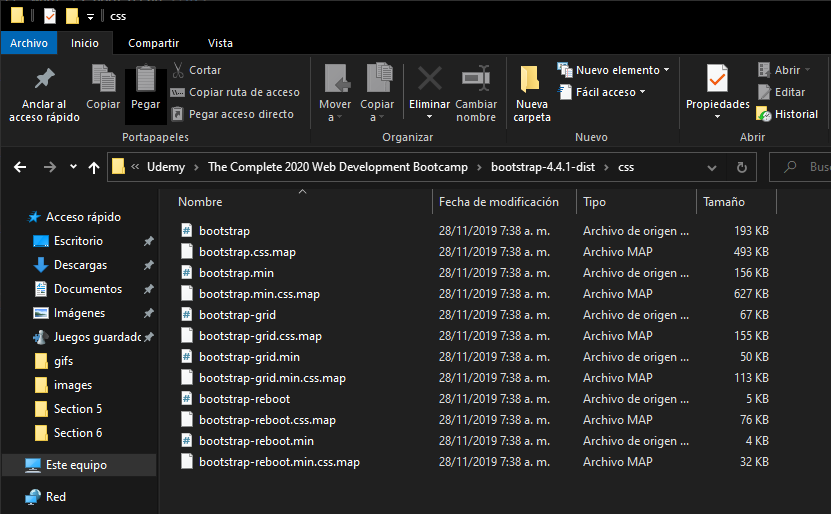 css
Archivo Inicio Compartir Vista
Anclar al acceso rápido
Copiar
Pegar
Cortar
Copiar ruta de acceso
Pegar acceso directo
Portapapeles
Mover a
Copiar a
Eliminar
Cambiar nombre
Organizar
Nueva carpeta
Nuevo elemento
Fácil acceso
Nuevo
Propiedades
Abrir
Editar
Historial
Abrir
« Udemy > The Complete 2020 Web Development Bootcamp > bootstrap-4.4.1-dist > css
Bus
Nombre Fecha de modificación Tipo Tamaño
Acceso rápido
Escritorio
Descargas
Documentos
Imágenes
Juegos guardado
gifs
images
Section 5
Section 6
Este equipo
Red
bootstrap 28/11/2019 7:38 a. m. Archivo de origen ... 193 KB
bootstrap.css.map 28/11/2019 7:38 a. m. Archivo MAP 493 KB
bootstrap.min 28/11/2019 7:38 a. m. Archivo de origen ... 156 KB
bootstrap.min.css.map 28/11/2019 7:38 a. m. Archivo MAP 627 KB
bootstrap-grid 28/11/2019 7:38 a. m. Archivo de origen ... 67 KB
bootstrap-grid.css.map 28/11/2019 7:38 a. m. Archivo MAP 155 KB
bootstrap-grid.min 28/11/2019 7:38 a. m. Archivo de origen ... 50 KB
bootstrap-grid.min.css.map 28/11/2019 7:38 a. m. Archivo MAP 113 KB
bootstrap-reboot 28/11/2019 7:38 a. m. Archivo de origen ... 5 KB
bootstrap-reboot.css.map 28/11/2019 7:38 a. m. Archivo MAP 76 KB
bootstrap-reboot.min 28/11/2019 7:38 a. m. Archivo de origen ... 4 KB
bootstrap-reboot.min.css.map 28/11/2019 7:38 a. m. Archivo MAP 32 KB